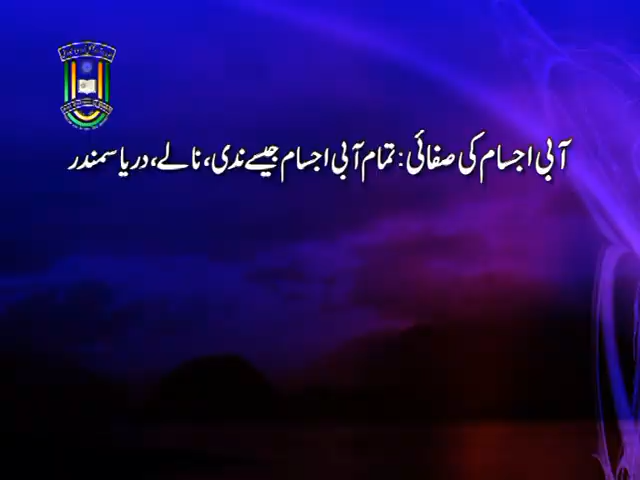 آبی اجسام کی صفائی: تمام آبی اجسام جیسے ندی، نالے، دریا سمندر